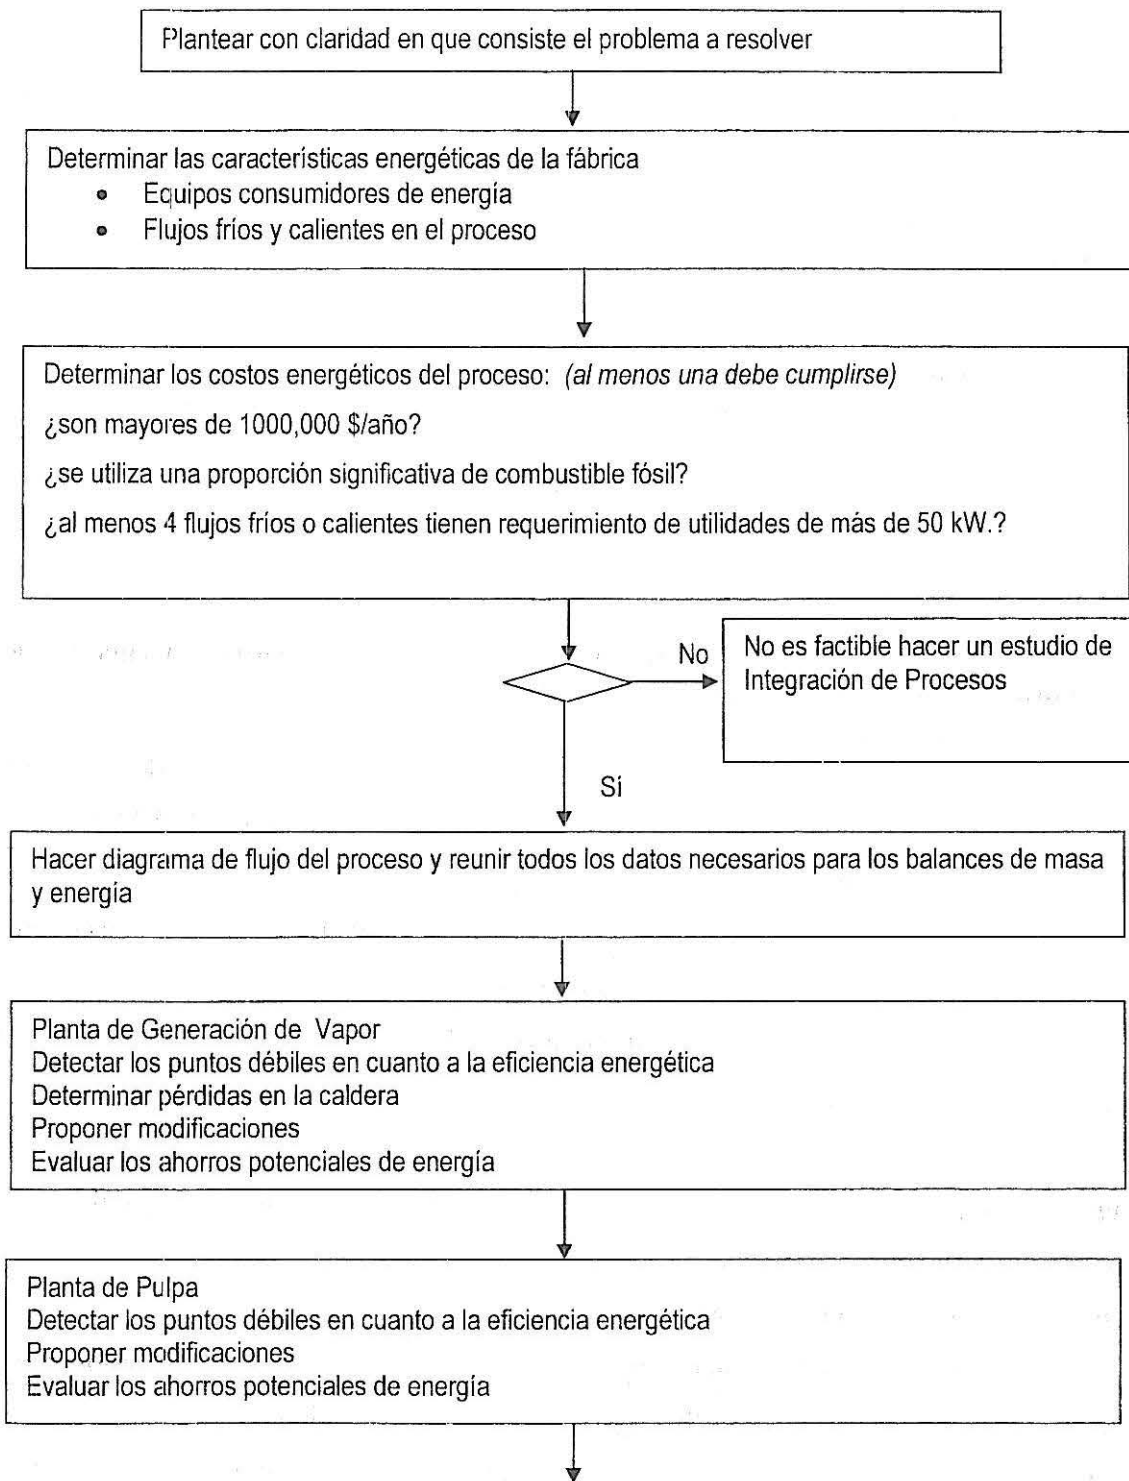 Plantear con claridad en que consiste el problema a resolver
Determinar las características energéticas de la fábrica
• Equipos consumidores de energía
• Flujos fríos y calientes en el proceso
Determinar los costos energéticos del proceso: (al menos una debe cumplirse)
¿son mayores de 1000,000 $/año?
¿se utiliza una proporción significativa de combustible fósil?
¿al menos 4 flujos fríos o calientes tienen requerimiento de utilidades de más de 50 kW.?
No
No es factible hacer un estudio de
Integración de Procesos
Sí
Hacer diagrama de flujo del proceso y reunir todos los datos necesarios para los balances de masa
y energía
Planta de Generación de Vapor
Detectar los puntos débiles en cuanto a la eficiencia energética
Determinar pérdidas en la caldera
Proponer modificaciones
Evaluar los ahorros potenciales de energía
Planta de Pulpa
Detectar los puntos débiles en cuanto a la eficiencia energética
Proponer modificaciones
Evaluar los ahorros potenciales de energía